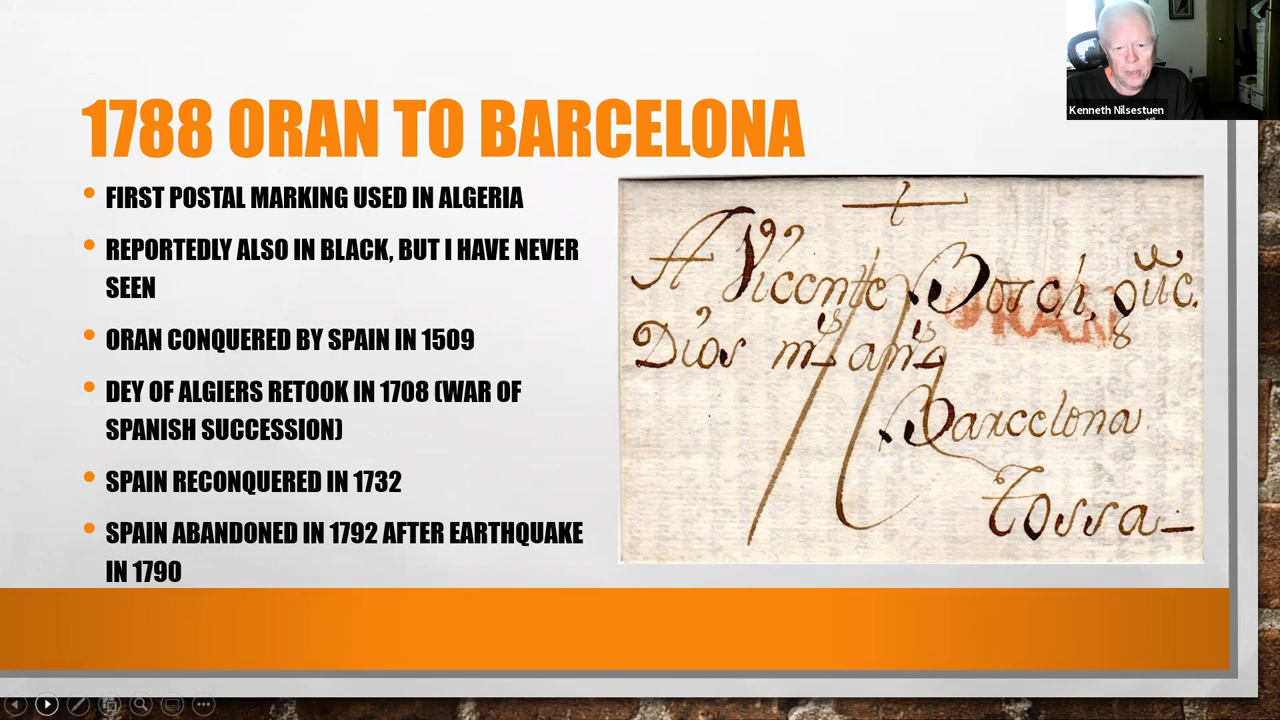 1788 ORAN TO BARCELONA
• FIRST POSTAL MARKING USED IN ALGERIA
• REPORTEDLY ALSO IN BLACK, BUT I HAVE NEVER
SEEN
• ORAN CONQUERED BY SPAIN IN 1509
• DEY OF ALGIERS RETOOK IN 1708 (WAR OF
SPANISH SUCCESSION)
• SPAIN RECONQUERED IN 1732
• SPAIN ABANDONED IN 1792 AFTER EARTHQUAKE
IN 1790
Kenneth Nilsestuen
A Vicente Bosch, que.
ORAN
Dios
Barcelona
Tossa